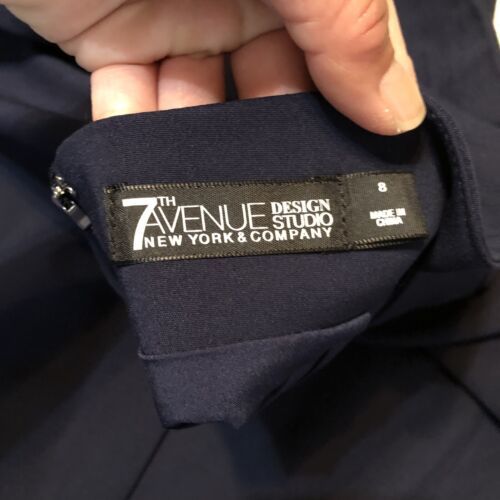 7TH AVENUE DESIGN STUDIO
NEW YORK & COMPANY
8
MADE IN
CHINA